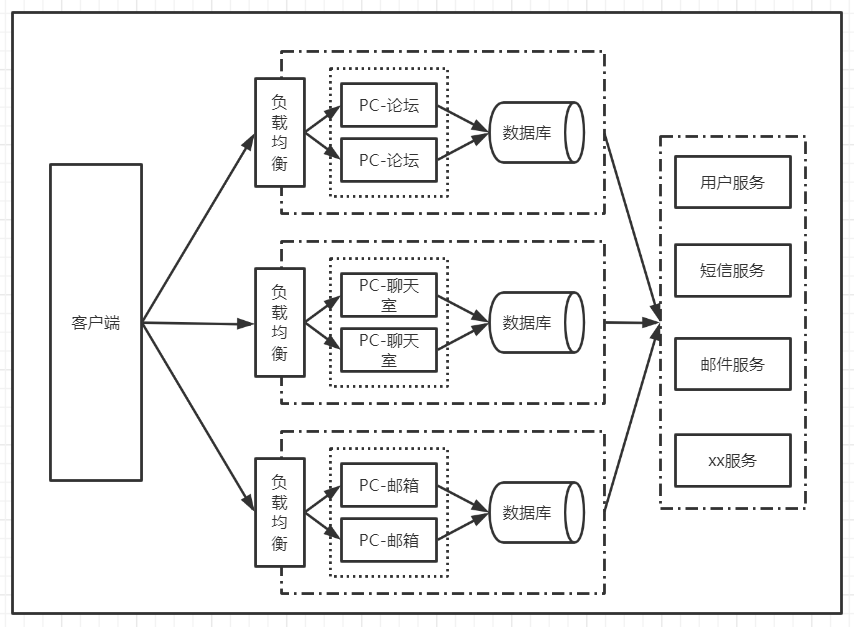 客户端
负
载
均
衡
PC-论坛
PC-论坛
数据库
负
载
均
衡
PC-聊天
室
PC-聊天
室
数据库
负
载
均
衡
PC-邮箱
PC-邮箱
数据库
用户服务
短信服务
邮件服务
xx服务